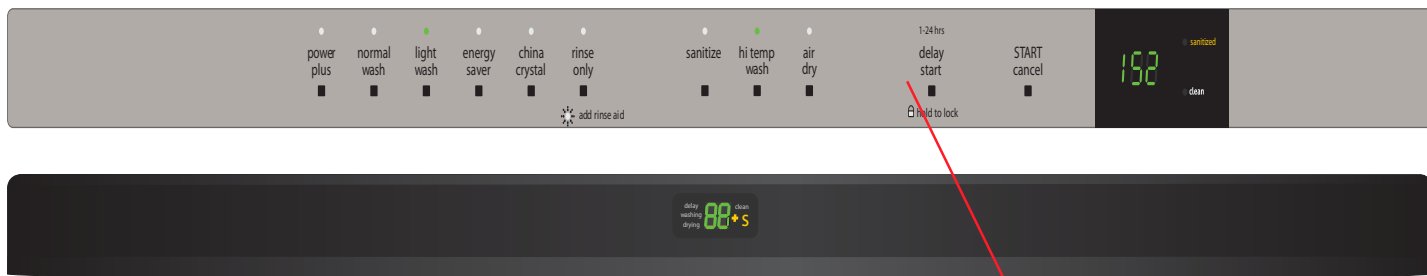 power plus
normal wash
light wash
energy saver
china crystal
rinse only
add rinse aid
sanitize
hi temp wash
air dry
1-24 hrs
delay start
hold to lock
START cancel
152
sanitized
clean
delay
washing
drying
88
clean
+ S